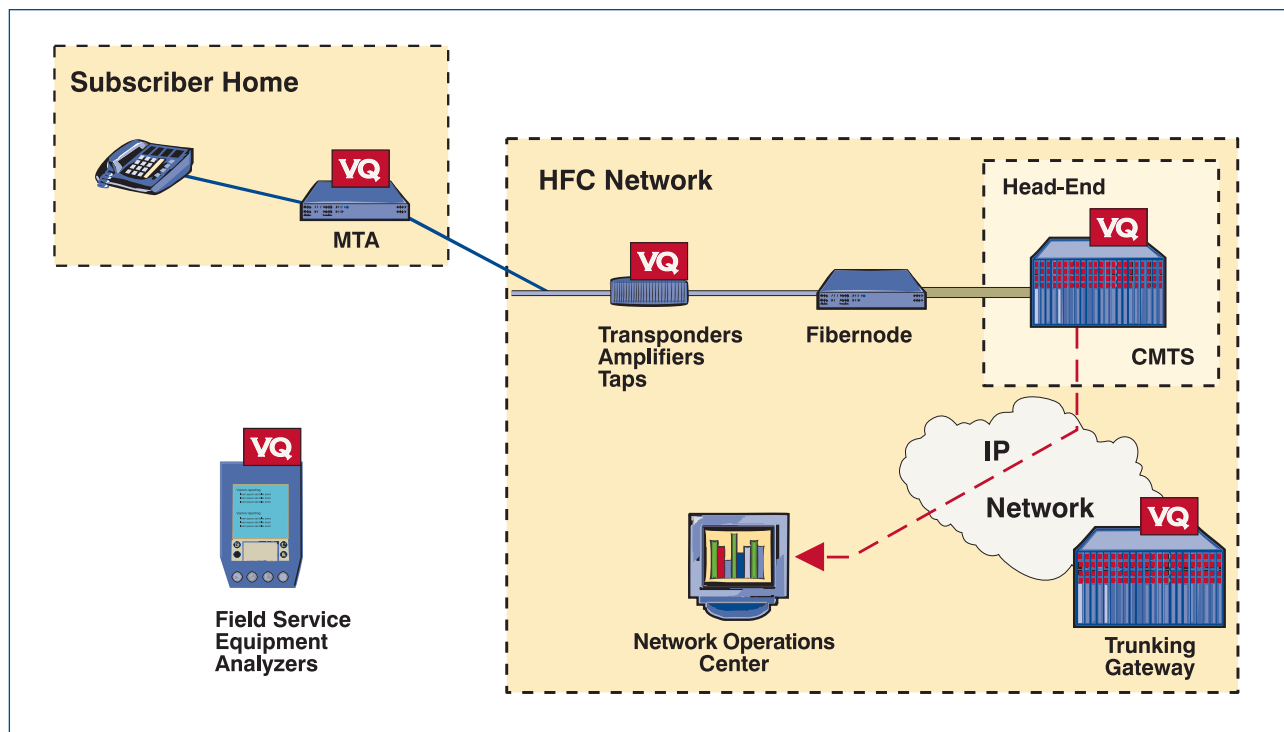 Subscriber Home
VQ
MTA
HFC Network
Head-End
VQ
VQ
Transponders
Amplifiers
Taps
Fibernode
CMTS
VQ
IP
Network
VQ
Field Service
Equipment
Analyzers
Network Operations
Center
Trunking
Gateway